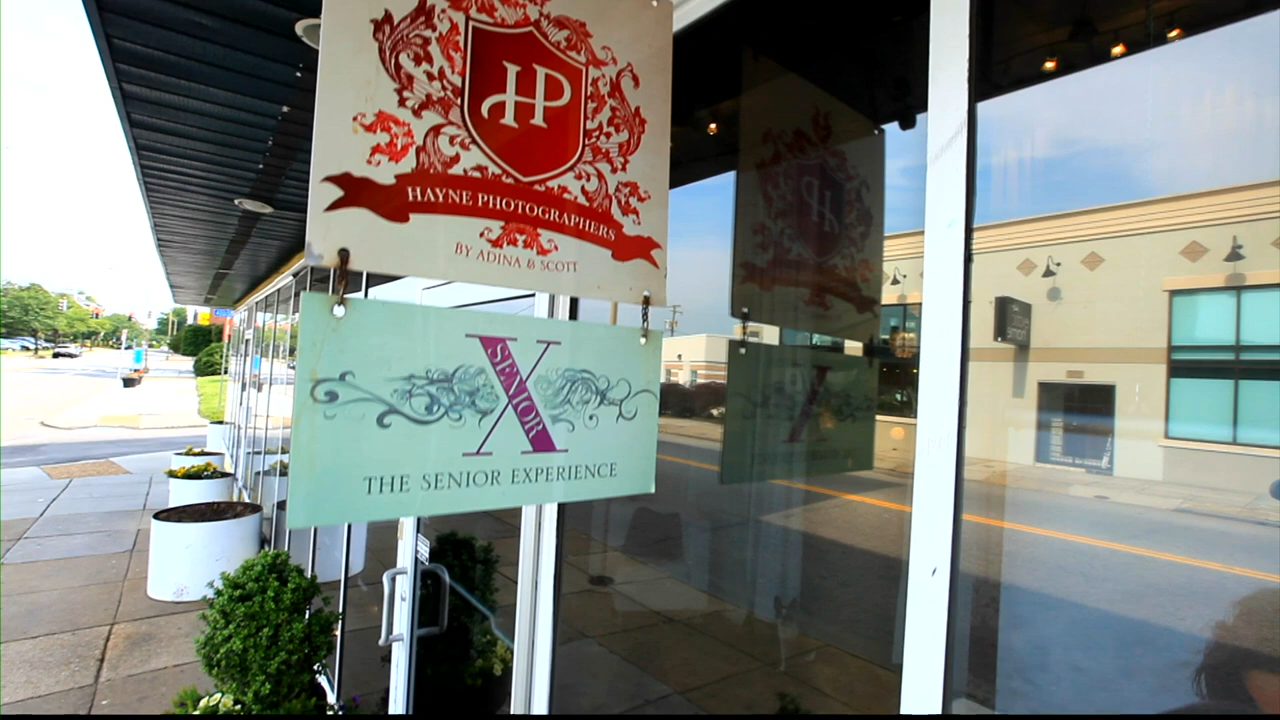 HP
HAYNE PHOTOGRAPHERS
BY ADINA & SCOTT
X
SENIOR
THE SENIOR EXPERIENCE